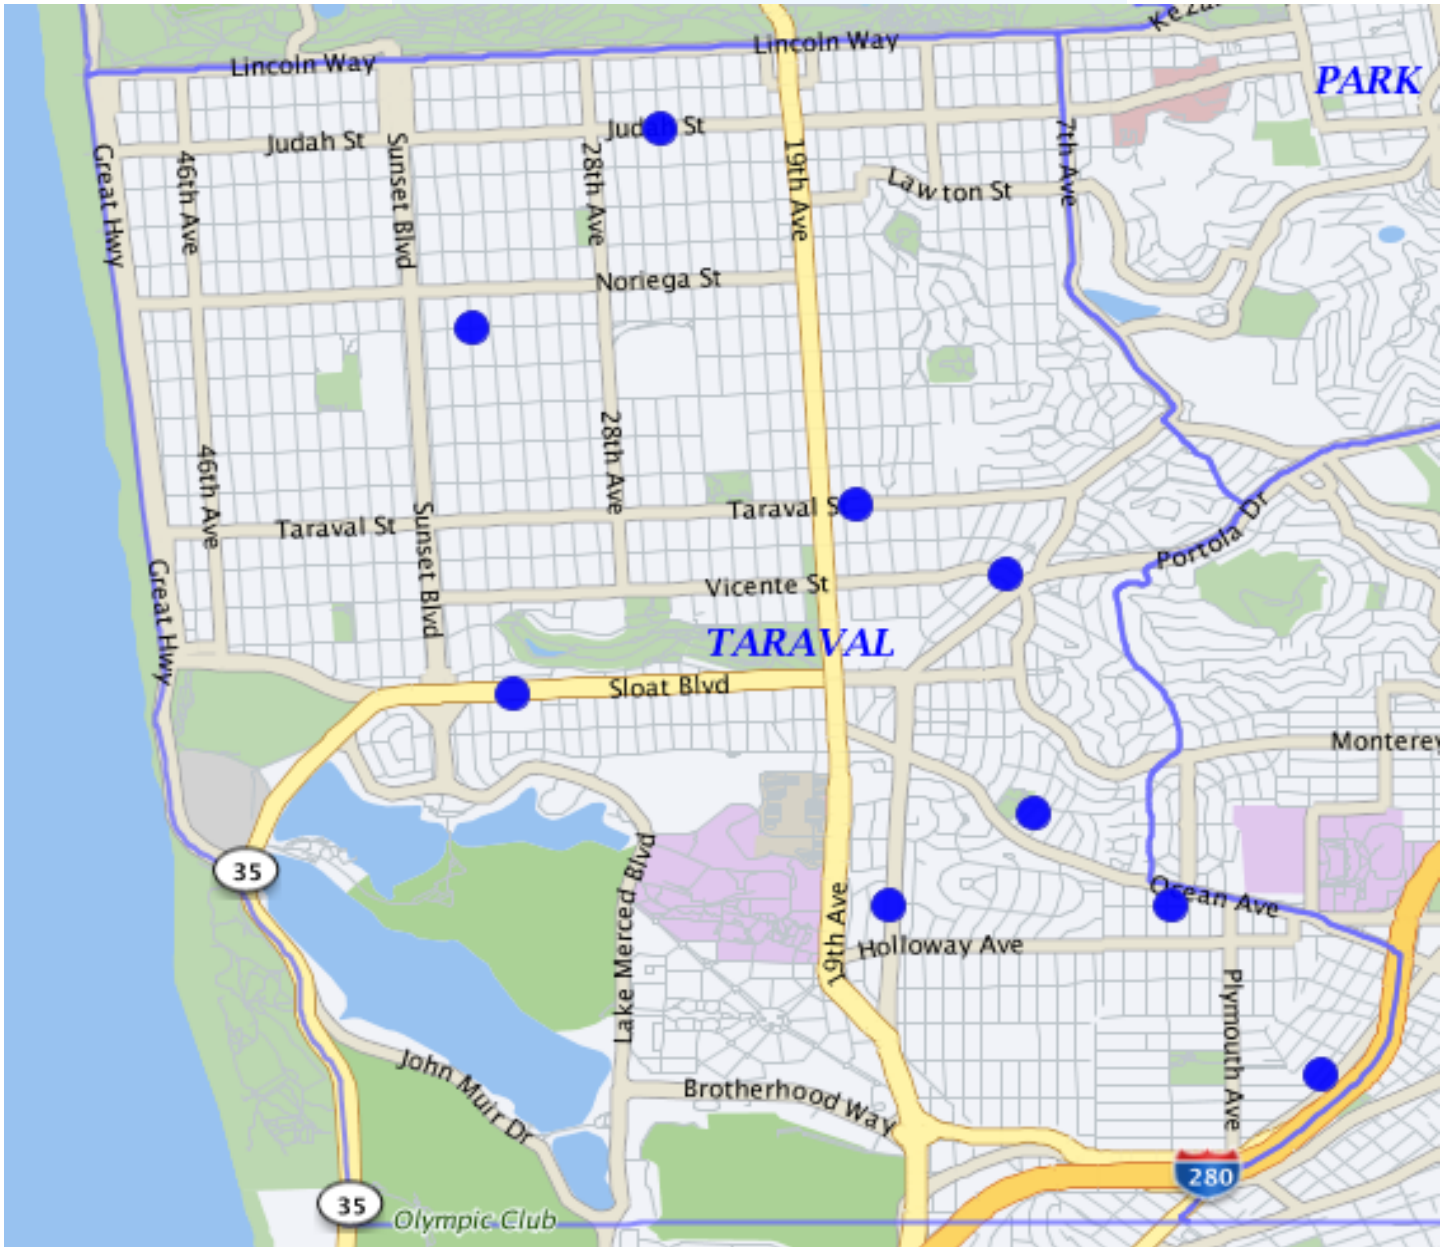 Kezar
Lincoln Way
Lincoln Way
PARK
Judah St
Judah St
Great Hwy
46th Ave
Sunset Blvd
28th Ave
19th Ave
7th Ave
Lawton St
Noriega St
28th Ave
46th Ave
Taraval St
Sunset Blvd
Taraval S
Portola Dr
Great Hwy
Vicente St
TARAVAL
Sloat Blvd
Monterey
35
Lake Merced Blvd
19th Ave
Ocean Ave
Holloway Ave
Plymouth Ave
John Muir Dr
Brotherhood Way
280
35
Olympic Club